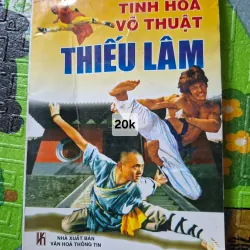 TINH HOA
VÕ THUẬT
THIẾU LÂM
20k
NHÀ XUẤT BẢN
VĂN HOÁ THÔNG TIN